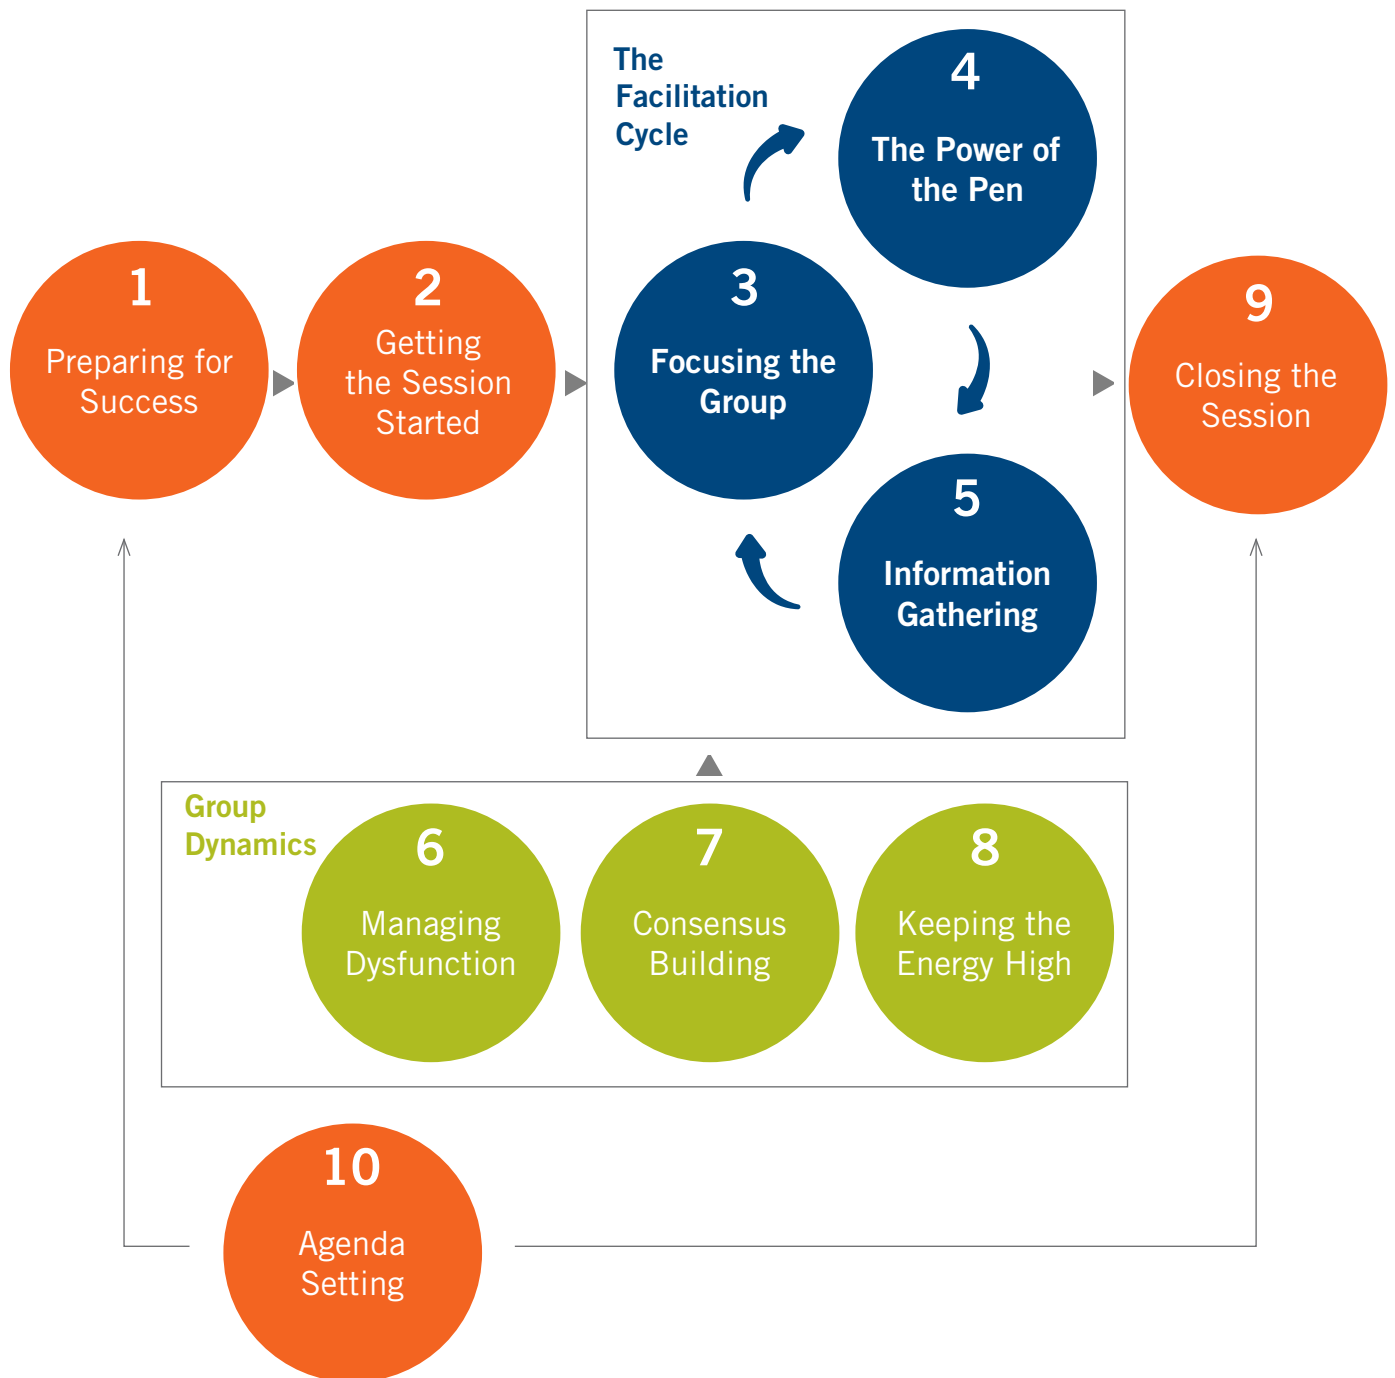 1
Preparing for
Success
2
Getting
the Session
Started
The
Facilitation
Cycle
3
Focusing the
Group
4
The Power of
the Pen
5
Information
Gathering
9
Closing the
Session
Group
Dynamics
6
Managing
Dysfunction
7
Consensus
Building
8
Keeping the
Energy High
10
Agenda
Setting